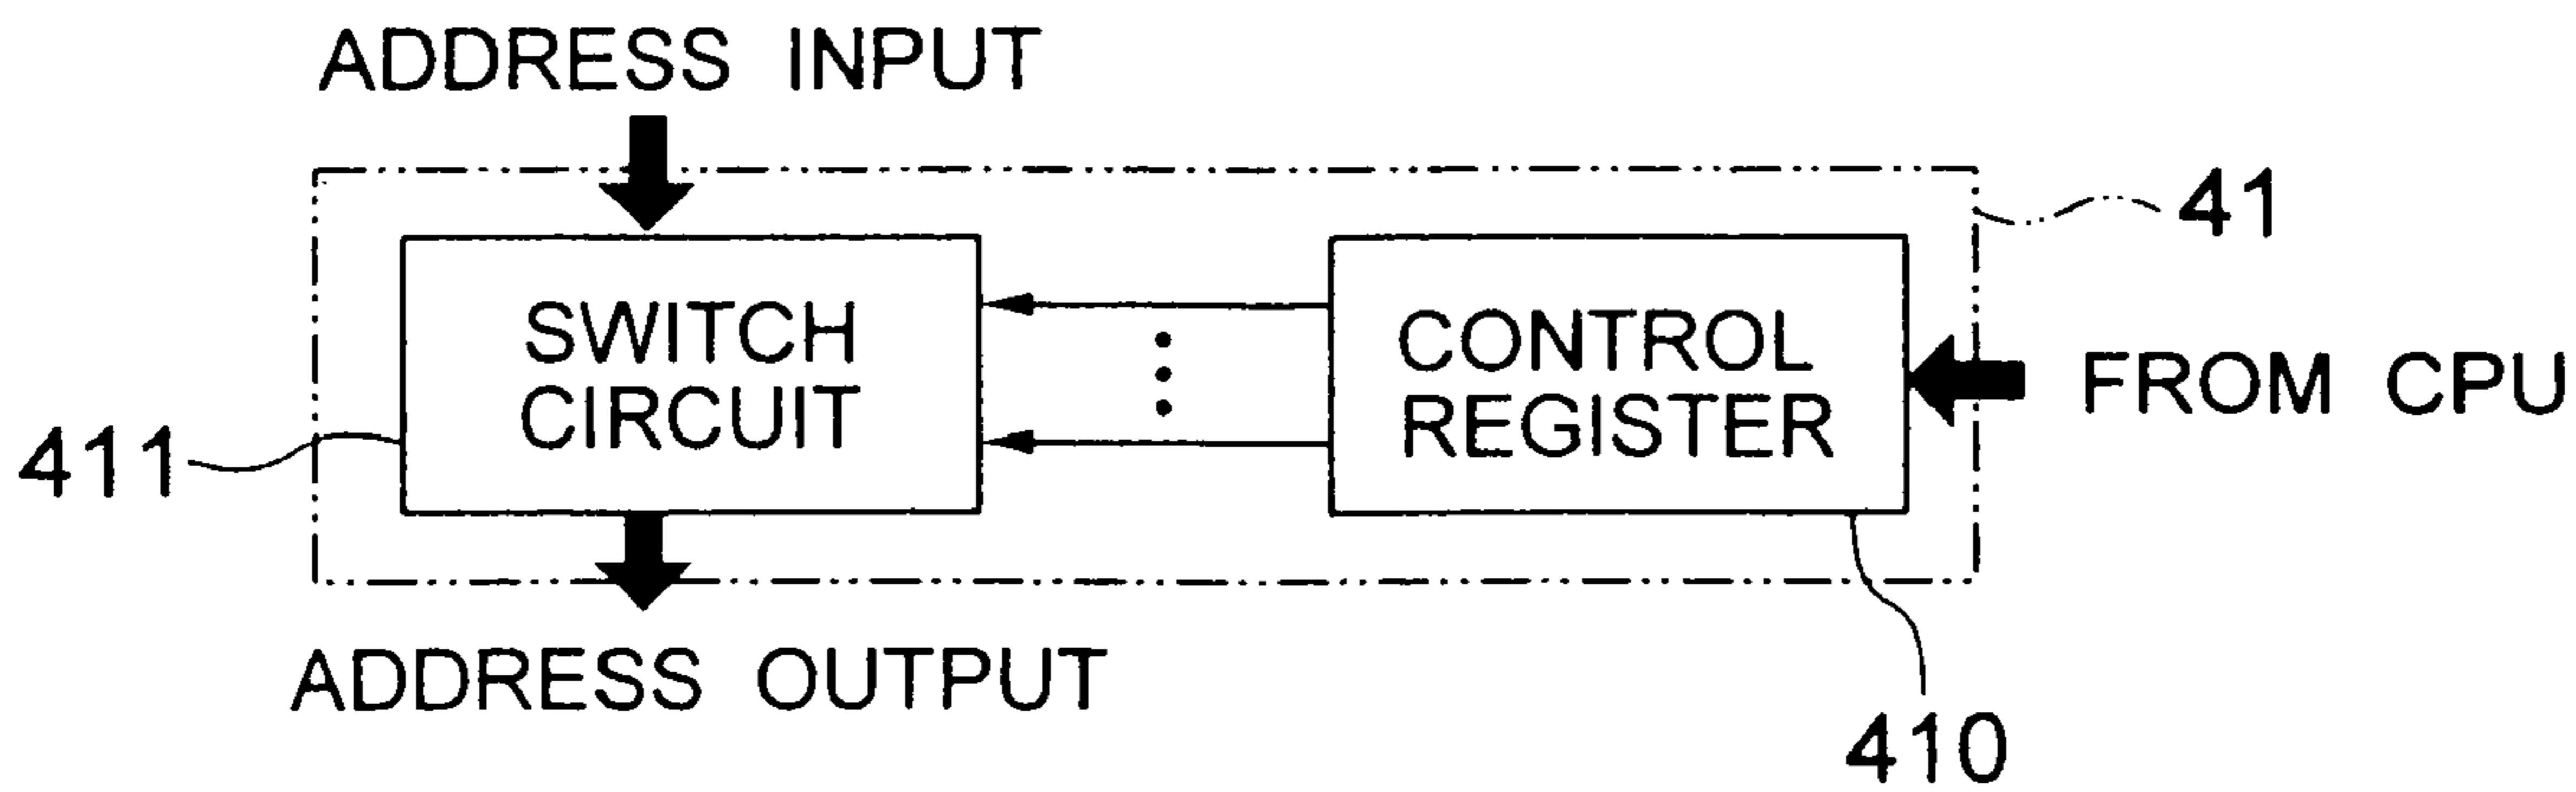 ADDRESS INPUT
41
SWITCH
CIRCUIT
CONTROL
REGISTER
FROM CPU
411
ADDRESS OUTPUT
410